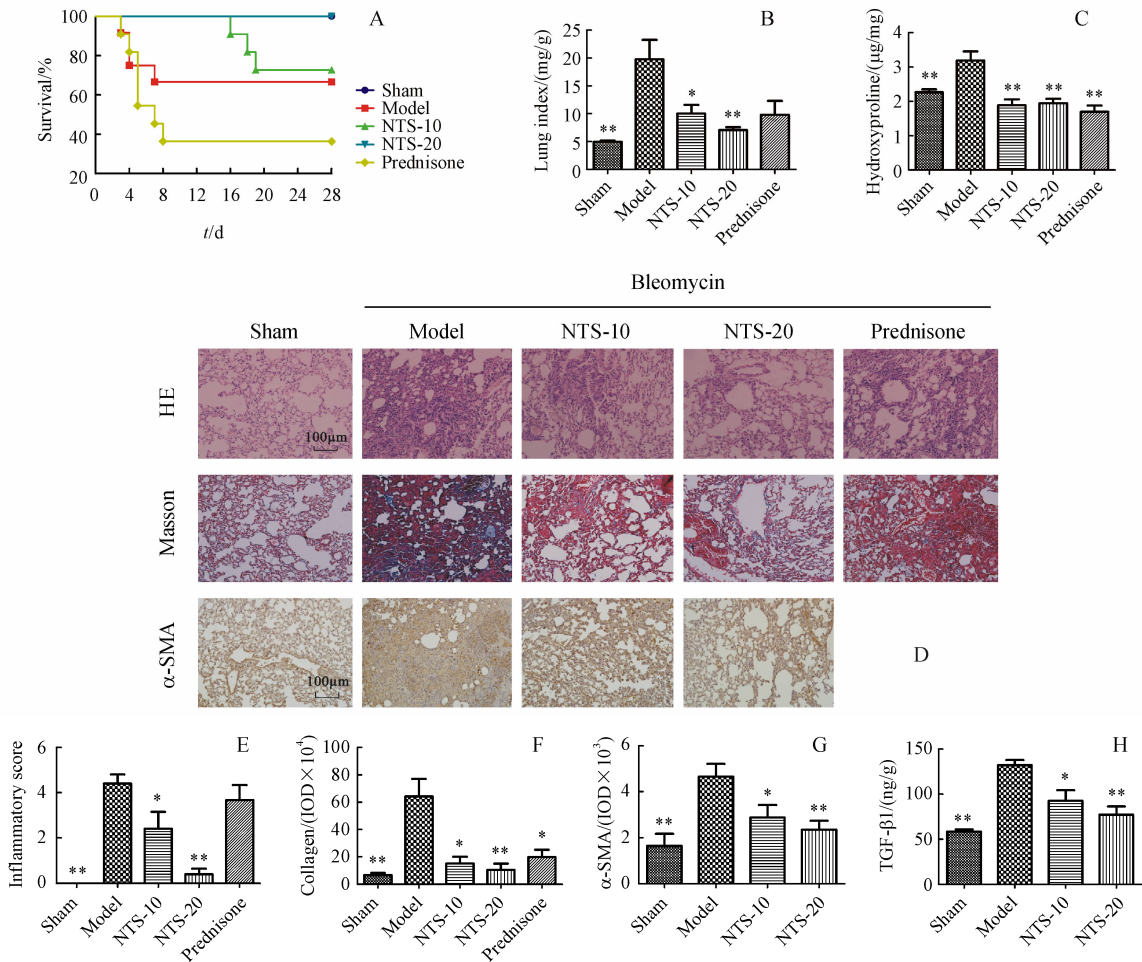 A
100
80
60
40
20
Survival/%
0 4 8 12 16 20 24 28
t/d
Sham
Model
NTS-10
NTS-20
Prednisone
B
25
20
15
10
5
0
Lung index/(mg/g)
**
*
**
Sham
Model
NTS-10
NTS-20
Prednisone
C
4
3
2
1
0
Hydroxyproline/(μg/mg)
**
**
**
**
Sham
Model
NTS-10
NTS-20
Prednisone
Bleomycin
Sham Model NTS-10 NTS-20 Prednisone
HE
100μm
Masson
α-SMA
100μm
D
E
6
4
2
0
Inflammatory score
**
*
**
Sham
Model
NTS-10
NTS-20
Prednisone
F
100
80
60
40
20
0
Collagen/(IOD×10⁴)
**
*
**
*
Sham
Model
NTS-10
NTS-20
Prednisone
G
6
4
2
0
α-SMA/(IOD×10³)
**
*
**
Sham
Model
NTS-10
NTS-20
H
150
100
50
0
TGF-β1/(ng/g)
**
*
**
Sham
Model
NTS-10
NTS-20